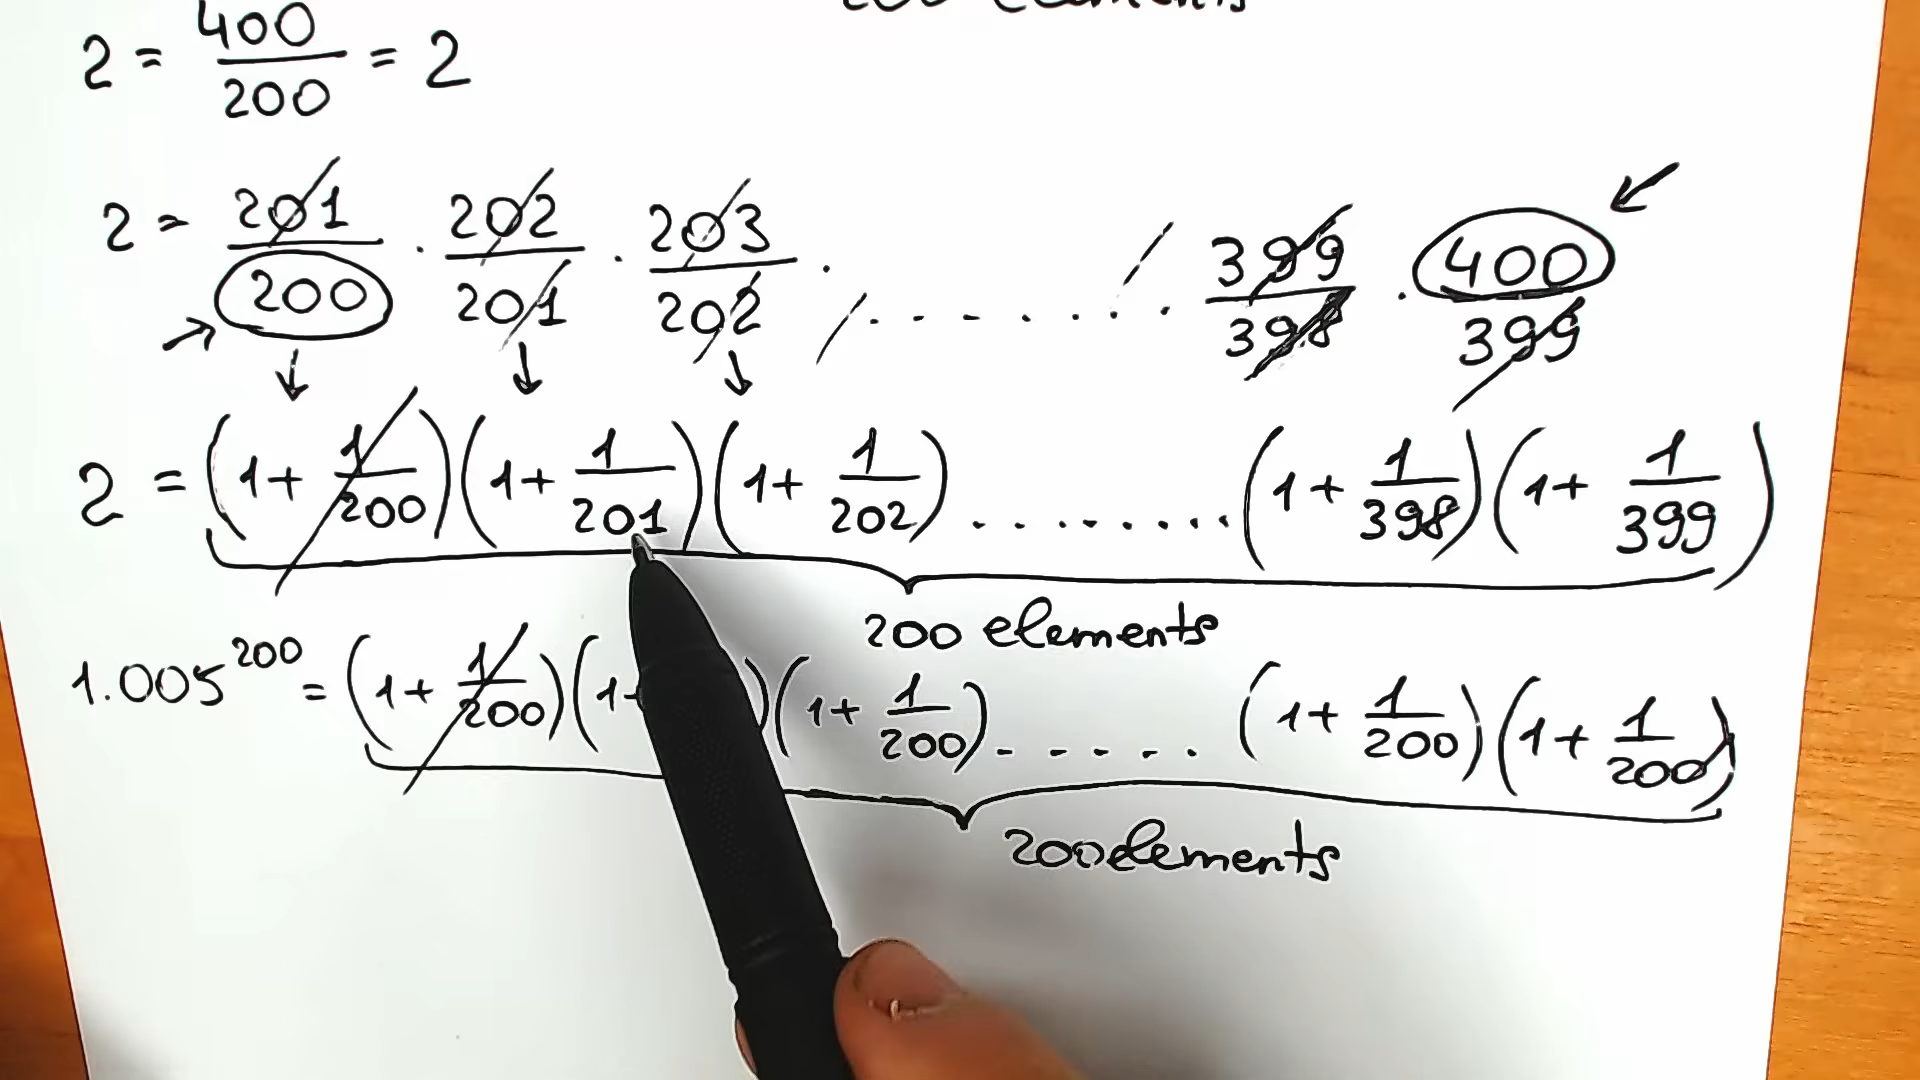 200 elements
2 = 400/200 = 2
2 = 201/200 · 202/201 · 203/202 · / . . . . . . / . 399/398 · 400/399
2 = (1 + 1/200)(1 + 1/201)(1 + 1/202) . . . . . . . . . (1 + 1/398)(1 + 1/399)
200 elements
1.005^200 = (1 + 1/200)(1+ )(1 + 1/200) . . . . . (1 + 1/200)(1 + 1/200)
200 elements